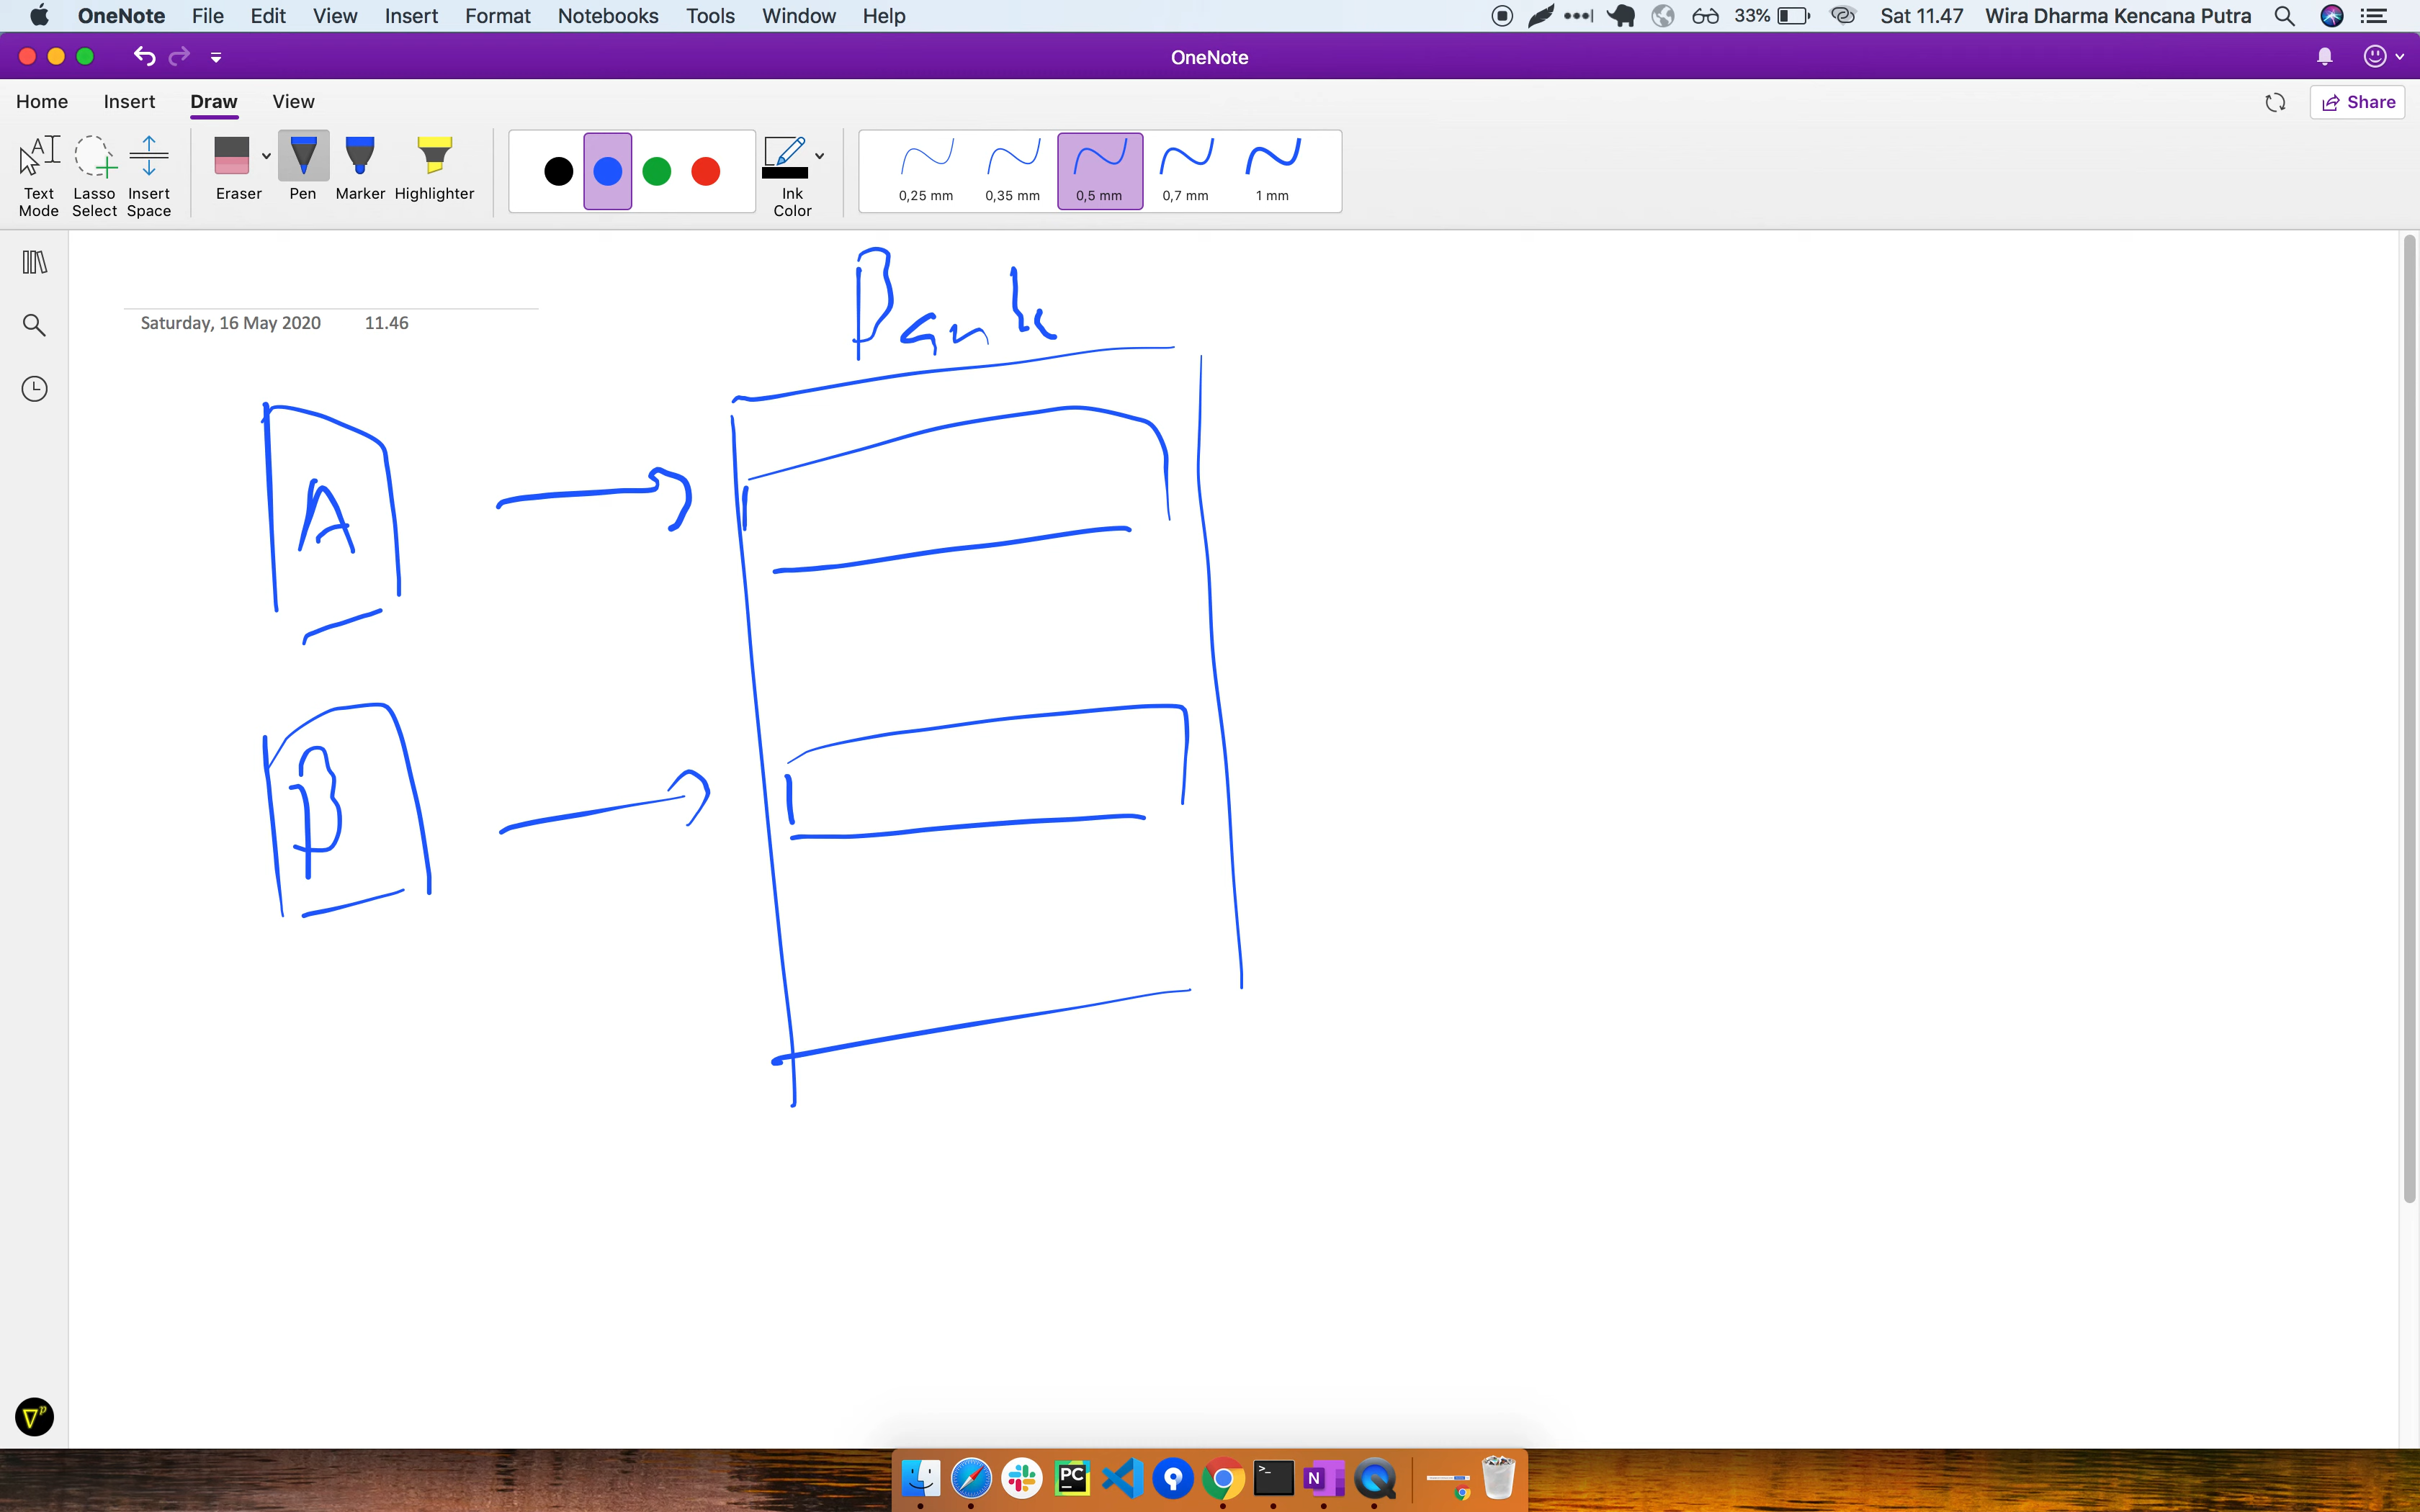 OneNote File Edit View Insert Format Notebooks Tools Window Help 33% Sat 11.47 Wira Dharma Kencana Putra
OneNote
Home Insert Draw View Share
Text Mode Lasso Select Insert Space Eraser Pen Marker Highlighter Ink Color 0,25 mm 0,35 mm 0,5 mm 0,7 mm 1 mm
Bank
Saturday, 16 May 2020 11.46
A
B